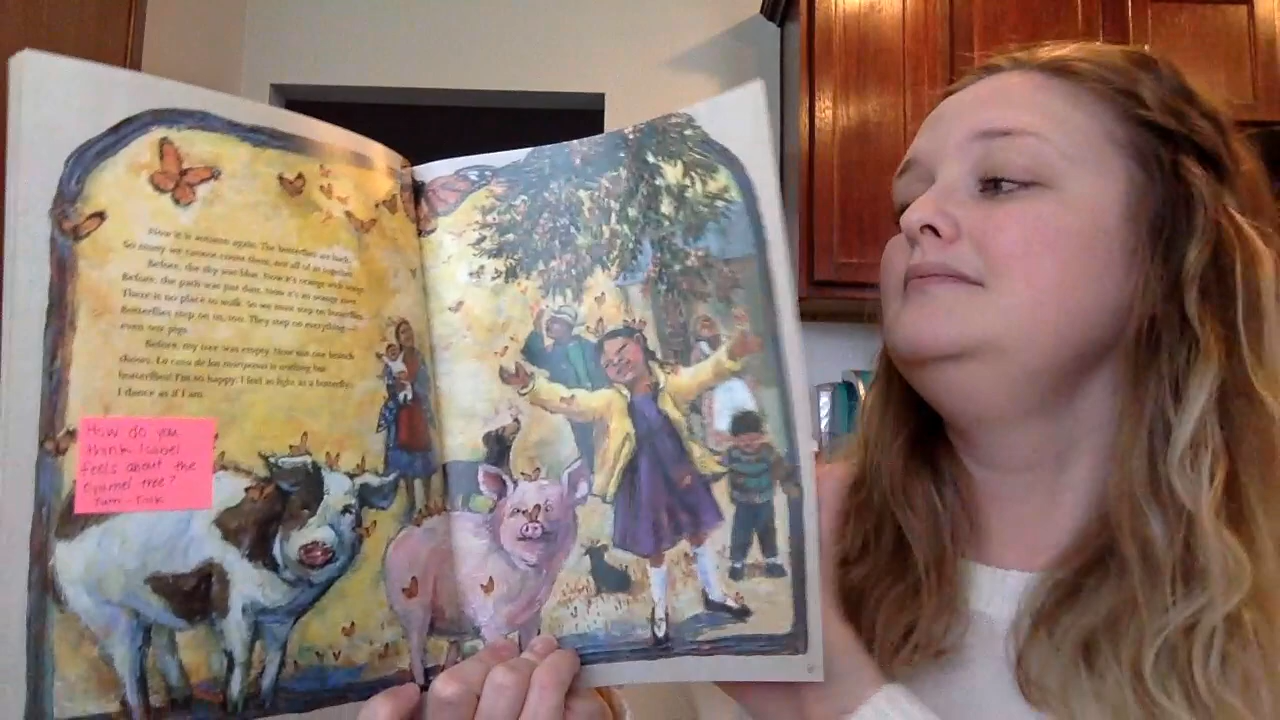 Now it is autumn again. The butterflies are back.
So many we cannot count them, not all of us together.
Before, the sky was blue. Now it's orange with wings.
Before, the path was just dirt. Now it's an orange river.
There is no place to walk. So we must step on butterflies.
Butterflies step on us, too. They step on everything—
even our pigs.
Before, my tree was empty. Now not one branch
shows. La casa de las mariposas is nothing but
butterflies! I'm so happy. I feel as light as a butterfly.
I dance as if I am.
How do you
think Isabel
feels about the
Oyamel tree?
Turn-Talk